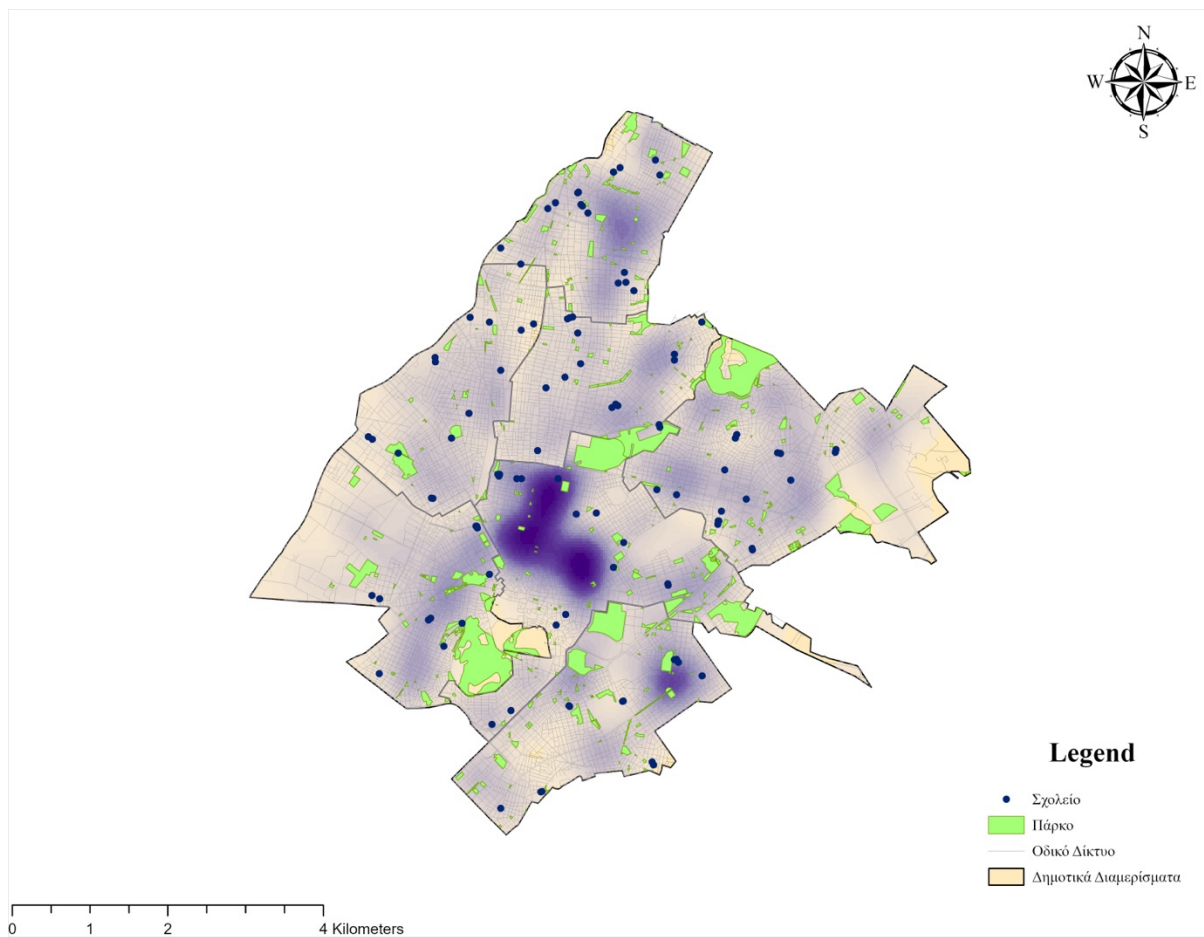 N
W E
S
Legend
Σχολείο
Πάρκο
Οδικό Δίκτυο
Δημοτικά Διαμερίσματα
0 1 2 4 Kilometers